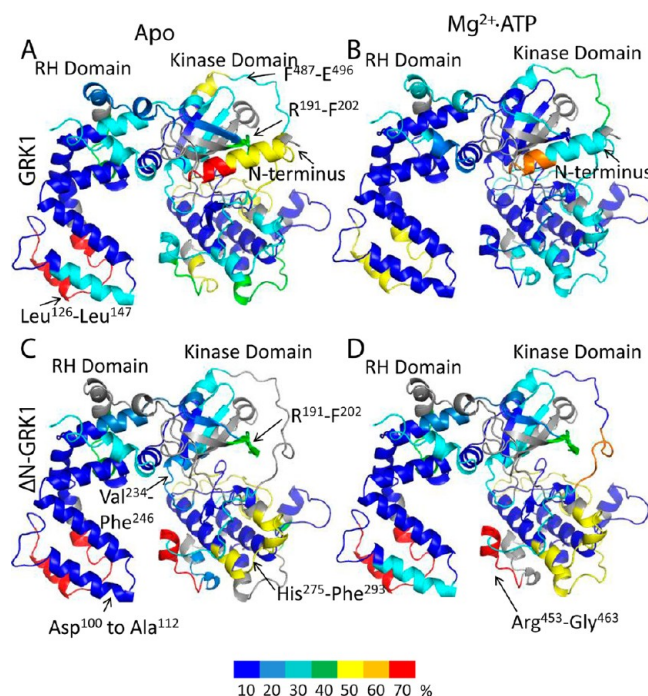 Apo
Mg²⁺·ATP
A
RH Domain
Kinase Domain
F⁴⁸⁷-E⁴⁹⁶
R¹⁹¹-F²⁰²
N-terminus
GRK1
Leu¹²⁶-Leu¹⁴⁷
B
RH Domain
Kinase Domain
N-terminus
C
RH Domain
Kinase Domain
R¹⁹¹-F²⁰²
ΔN-GRK1
Val²³⁴
Phe²⁴⁶
His²⁷⁵-Phe²⁹³
Asp¹⁰⁰ to Ala¹¹²
D
RH Domain
Kinase Domain
Arg⁴⁵³-Gly⁴⁶³
10 20 30 40 50 60 70 %